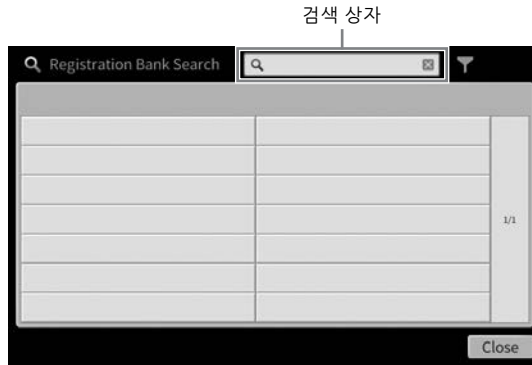 검색 상자
Registration Bank Search
1/1
Close